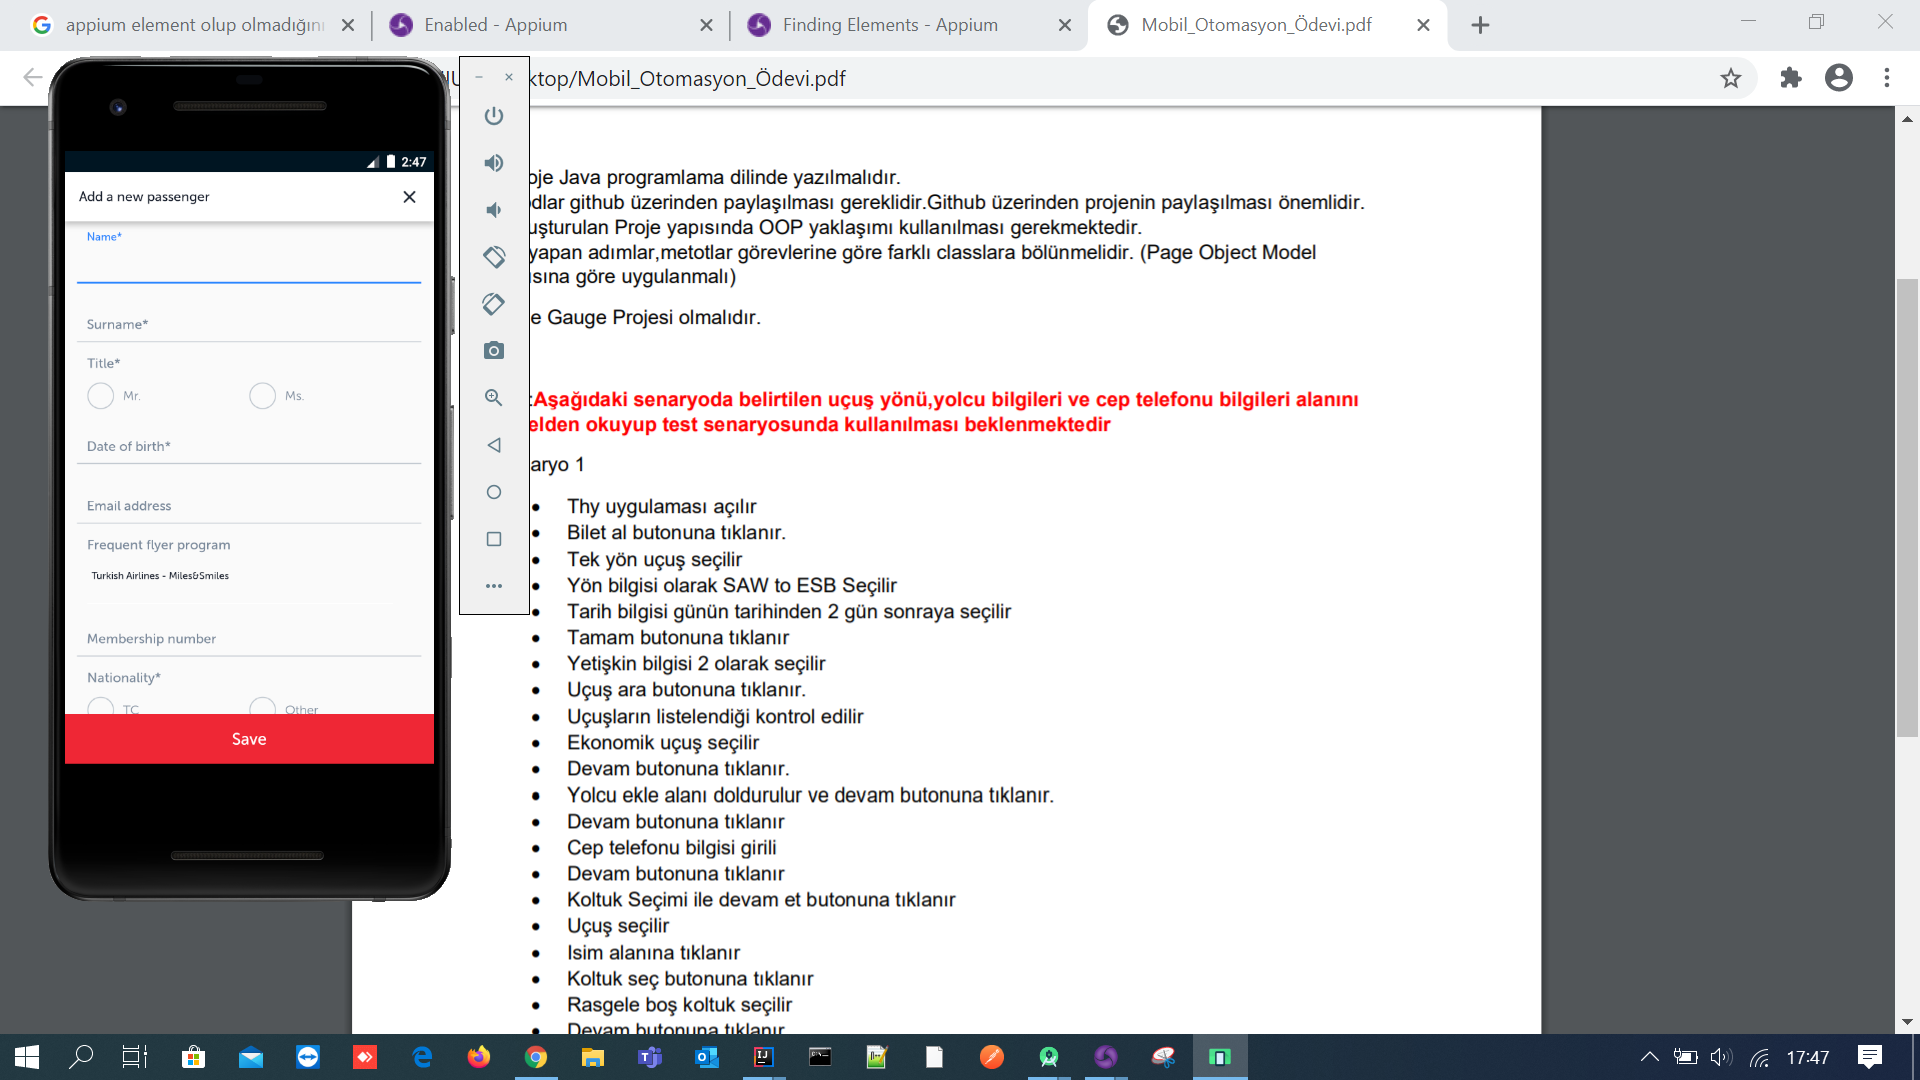 appium element olup olmadığın
Enabled - Appium
Finding Elements - Appium
Mobil_Otomasyon_Ödevi.pdf
ktop/Mobil_Otomasyon_Ödevi.pdf
2:47
Add a new passenger
Name*
Surname*
Title*
Mr.
Ms.
Date of birth*
Email address
Frequent flyer program
Turkish Airlines - Miles&Smiles
Membership number
Nationality*
TC
Other
Save
oje Java programlama dilinde yazılmalıdır.
odlar github üzerinden paylaşılması gereklidir.Github üzerinden projenin paylaşılması önemlidir.
uşturulan Proje yapısında OOP yaklaşımı kullanılması gerekmektedir.
yapan adımlar,metotlar görevlerine göre farklı classlara bölünmelidir. (Page Object Model
ısına göre uygulanmalı)
e Gauge Projesi olmalıdır.
:Aşağıdaki senaryoda belirtilen uçuş yönü,yolcu bilgileri ve cep telefonu bilgileri alanını
elden okuyup test senaryosunda kullanılması beklenmektedir
aryo 1
• Thy uygulaması açılır
• Bilet al butonuna tıklanır.
• Tek yön uçuş seçilir
• Yön bilgisi olarak SAW to ESB Seçilir
• Tarih bilgisi günün tarihinden 2 gün sonraya seçilir
• Tamam butonuna tıklanır
• Yetişkin bilgisi 2 olarak seçilir
• Uçuş ara butonuna tıklanır.
• Uçuşların listelendiği kontrol edilir
• Ekonomik uçuş seçilir
• Devam butonuna tıklanır.
• Yolcu ekle alanı doldurulur ve devam butonuna tıklanır.
• Devam butonuna tıklanır
• Cep telefonu bilgisi girili
• Devam butonuna tıklanır
• Koltuk Seçimi ile devam et butonuna tıklanır
• Uçuş seçilir
• Isim alanına tıklanır
• Koltuk seç butonuna tıklanır
• Rasgele boş koltuk seçilir
• Devam butonuna tıklanır
17:47